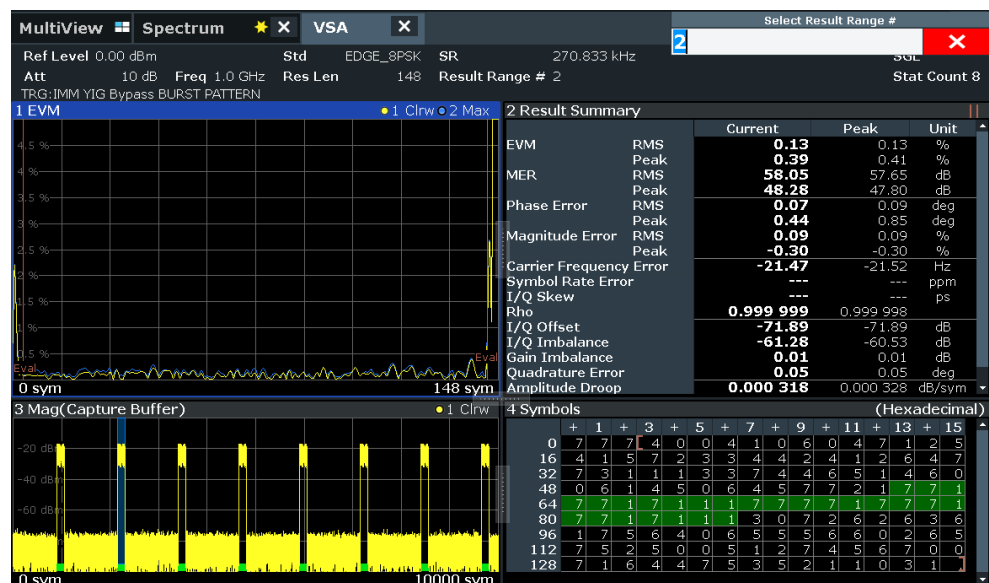 MultiView Spectrum X VSA X
Select Result Range #
2
Ref Level 0.00 dBm Std EDGE_8PSK SR 270.833 kHz
SGL
Att 10 dB Freq 1.0 GHz Res Len 148 Result Range # 2 Stat Count 8
TRG:IMM YIG Bypass BURST PATTERN
1 EVM 1 Clrw 2 Max
4.5 %
4 %
3.5 %
3 %
2.5 %
2 %
1.5 %
1 %
0.5 %
Eval Eval
0 sym 148 sym
2 Result Summary
Current Peak Unit
EVM RMS 0.13 0.13 %
Peak 0.39 0.41 %
MER RMS 58.05 57.65 dB
Peak 48.28 47.80 dB
Phase Error RMS 0.07 0.09 deg
Peak 0.44 0.85 deg
Magnitude Error RMS 0.09 0.09 %
Peak -0.30 -0.30 %
Carrier Frequency Error -21.47 -21.52 Hz
Symbol Rate Error --- --- ppm
I/Q Skew --- --- ps
Rho 0.999 999 0.999 998
I/Q Offset -71.89 -71.89 dB
I/Q Imbalance -61.28 -60.53 dB
Gain Imbalance 0.01 0.01 dB
Quadrature Error 0.05 0.05 deg
Amplitude Droop 0.000 318 0.000 328 dB/sym
3 Mag(Capture Buffer) 1 Clrw
-20 dBm
-40 dBm
-60 dBm
0 sym 10000 sym
4 Symbols (Hexadecimal)
+ 1 + 3 + 5 + 7 + 9 + 11 + 13 + 15
0 7 7 7 4 0 0 4 1 0 6 0 4 7 1 2 5
16 4 1 5 7 2 3 3 4 4 2 4 1 2 6 4 7
32 7 3 1 1 1 3 3 7 4 4 6 5 1 4 6 0
48 0 6 1 4 5 0 6 4 5 7 7 2 1 7 7 1
64 7 7 1 7 1 1 1 7 7 7 7 1 7 7 7 1
80 7 7 1 7 1 1 1 3 0 7 2 6 2 6 3 6
96 1 7 5 6 4 0 6 5 5 5 6 6 0 2 6 5
112 7 5 2 5 0 0 5 1 2 7 4 5 6 7 0 0
128 7 1 6 4 4 7 5 3 5 2 1 1 0 3 1